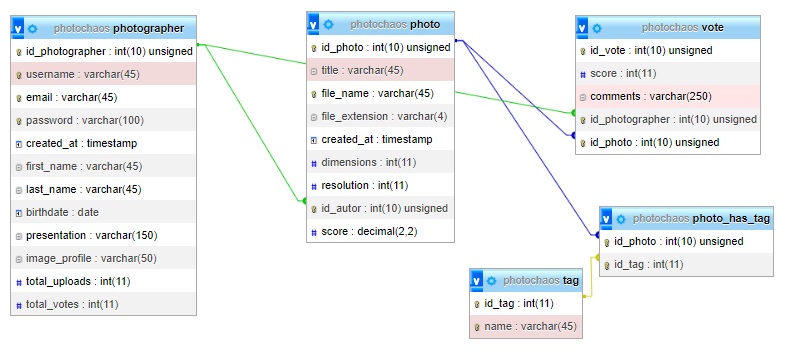 photochaos photographer
id_photographer : int(10) unsigned
username : varchar(45)
email : varchar(45)
password : varchar(100)
created_at : timestamp
first_name : varchar(45)
last_name : varchar(45)
birthdate : date
presentation : varchar(150)
image_profile : varchar(50)
total_uploads : int(11)
total_votes : int(11)
photochaos photo
id_photo : int(10) unsigned
title : varchar(45)
file_name : varchar(45)
file_extension : varchar(4)
created_at : timestamp
dimensions : int(11)
resolution : int(11)
id_autor : int(10) unsigned
score : decimal(2,2)
photochaos vote
id_vote : int(10) unsigned
score : int(11)
comments : varchar(250)
id_photographer : int(10) unsigned
id_photo : int(10) unsigned
photochaos photo_has_tag
id_photo : int(10) unsigned
id_tag : int(11)
photochaos tag
id_tag : int(11)
name : varchar(45)